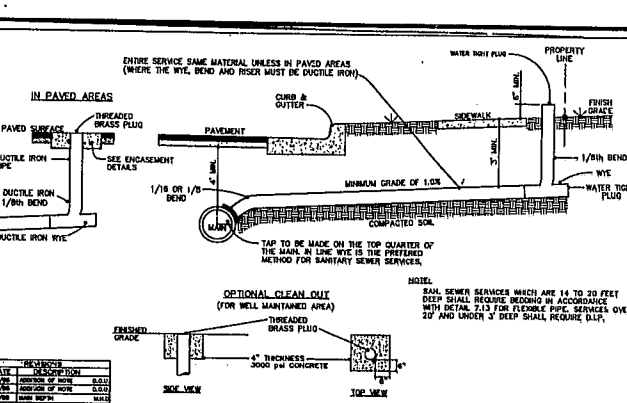 ENTIRE SERVICE SAME MATERIAL UNLESS IN PAVED AREAS
(WHERE THE WYE, BEND AND RISER MUST BE DUCTILE IRON)
WATER TIGHT PLUG
PROPERTY
LINE
IN PAVED AREAS
THREADED
BRASS PLUG
PAVED SURFACE
SEE ENCASEMENT
DETAILS
DUCTILE IRON
1/8th BEND
DUCTILE IRON WYE
CURB &
GUTTER
PAVEMENT
SIDEWALK
FINISH
GRADE
4' MIN.
3' MIN.
MIN.
1/16 OR 1/8
BEND
MINIMUM GRADE OF 1.0%
1/8th BEND
WYE
WATER TIG
PLUG
MAIN
COMPACTED SOIL
TAP TO BE MADE ON THE TOP QUARTER OF
THE MAIN. IN LINE WYE IS THE PREFERED
METHOD FOR SANITARY SEWER SERVICES.
NOTE:
SAN. SEWER SERVICES WHICH ARE 14 TO 20 FEET
DEEP SHALL REQUIRE BEDDING IN ACCORDANCE
WITH DETAIL 7.13 FOR FLEXIBLE PIPE. SERVICES OVE
20' AND UNDER 3' DEEP SHALL REQUIRE D.I.P.
OPTIONAL CLEAN OUT
(FOR WELL MAINTAINED AREA)
THREADED
BRASS PLUG
FINISHED
GRADE
4" THICKNESS
3000 psi CONCRETE
6"
6"
SIDE VIEW
TOP VIEW
REVISIONS
ATE DESCRIPTION
ADDITION OF NOTE
ADDITION OF NOTE
MAIN DEPTH